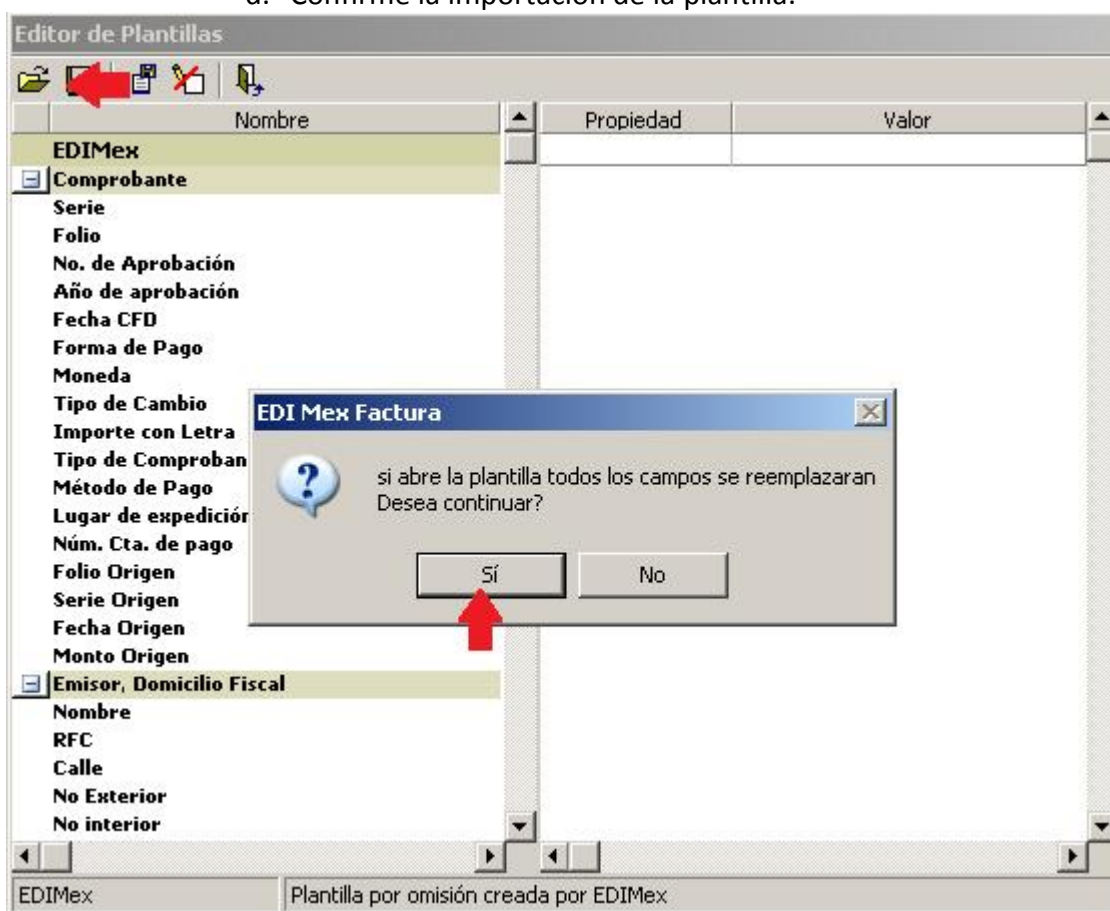 d. Confirme la importación de la plantilla.
Editor de Plantillas
Nombre
Propiedad
Valor
EDIMex
Comprobante
Serie
Folio
No. de Aprobación
Año de aprobación
Fecha CFD
Forma de Pago
Moneda
Tipo de Cambio
Importe con Letra
Tipo de Comproban
Método de Pago
Lugar de expedición
Núm. Cta. de pago
Folio Origen
Serie Origen
Fecha Origen
Monto Origen
Emisor, Domicilio Fiscal
Nombre
RFC
Calle
No Exterior
No interior
EDI Mex Factura
si abre la plantilla todos los campos se reemplazaran
Desea continuar?
Sí
No
EDIMex
Plantilla por omisión creada por EDIMex